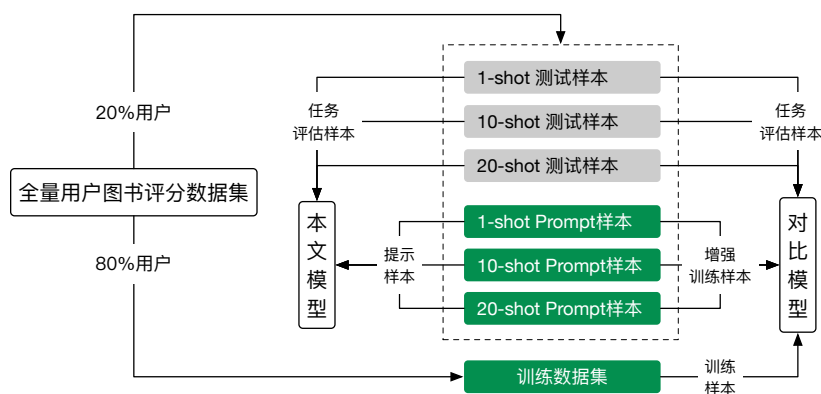 20%用户
全量用户图书评分数据集
80%用户
任务
评估样本
1-shot 测试样本
10-shot 测试样本
20-shot 测试样本
任务
评估样本
本文模型
提示
样本
1-shot Prompt样本
10-shot Prompt样本
20-shot Prompt样本
增强
训练样本
对比模型
训练数据集
训练
样本